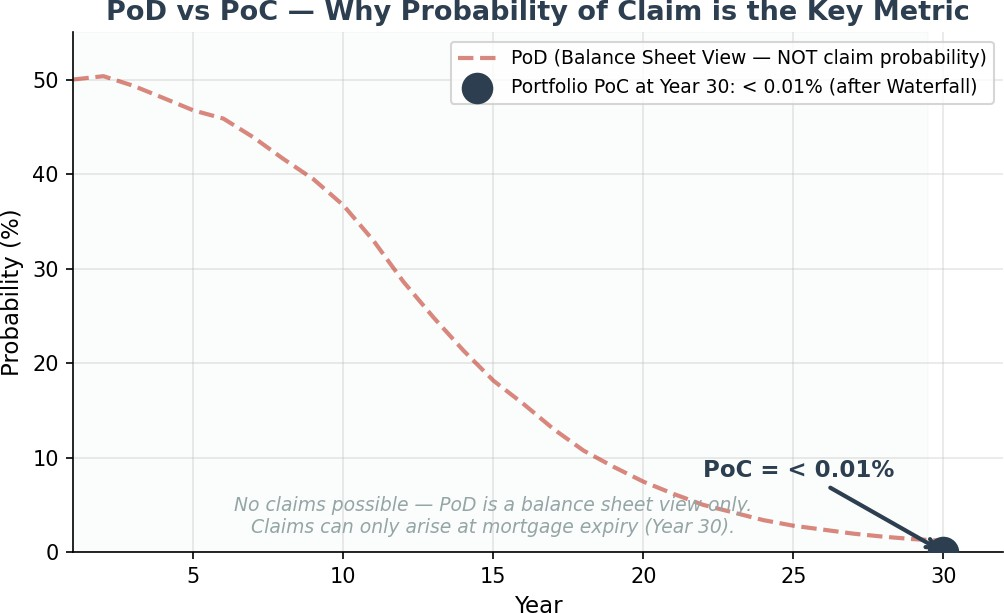 PoD vs PoC — Why Probability of Claim is the Key Metric
PoD (Balance Sheet View — NOT claim probability)
Portfolio PoC at Year 30: < 0.01% (after Waterfall)
Probability (%)
50
40
30
20
10
0
PoC = < 0.01%
No claims possible — PoD is a balance sheet view only.
Claims can only arise at mortgage expiry (Year 30).
5 10 15 20 25 30
Year